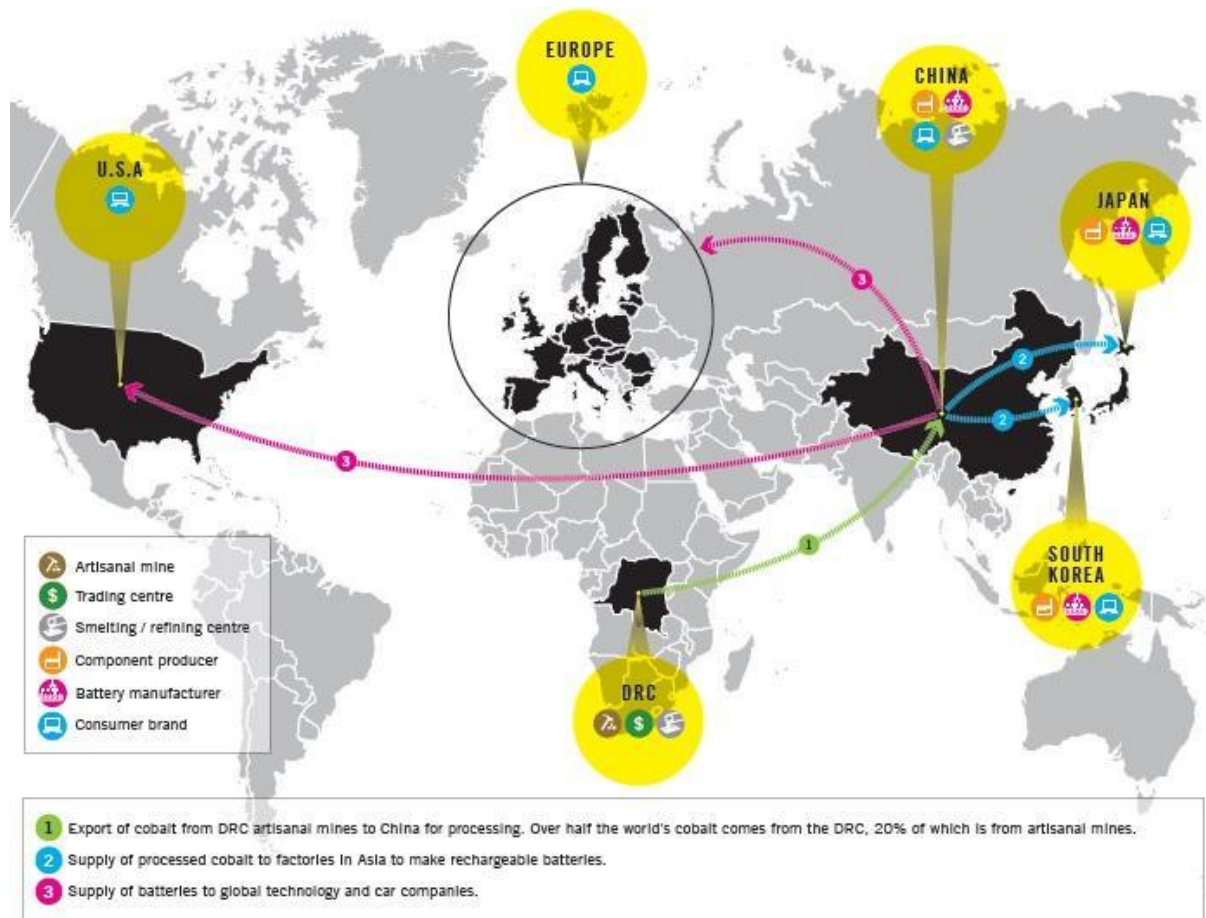 EUROPE
CHINA
U.S.A
JAPAN
3
2
2
3
1
SOUTH
KOREA
DRC
$
Artisanal mine
$ Trading centre
Smelting / refining centre
Component producer
Battery manufacturer
Consumer brand
1 Export of cobalt from DRC artisanal mines to China for processing. Over half the world's cobalt comes from the DRC, 20% of which is from artisanal mines.
2 Supply of processed cobalt to factories in Asia to make rechargeable batteries.
3 Supply of batteries to global technology and car companies.